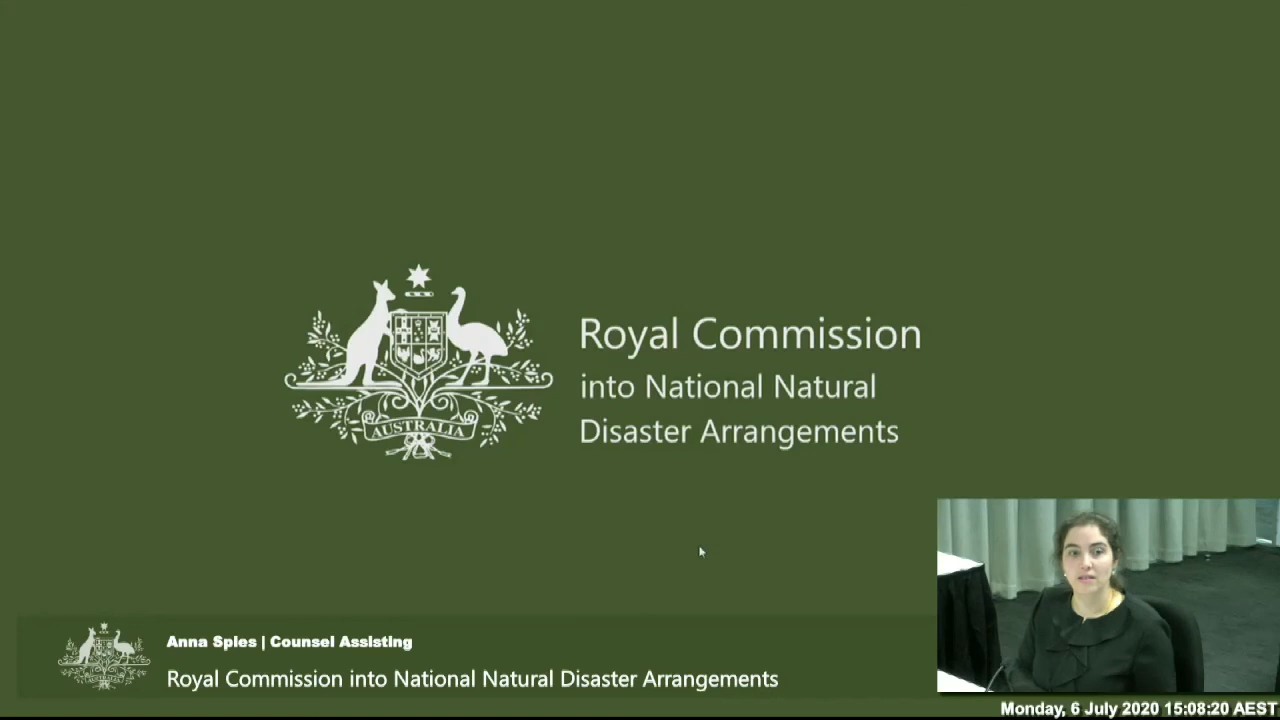 Royal Commission
into National Natural
Disaster Arrangements
AUSTRALIA
Anna Spies | Counsel Assisting
Royal Commission into National Natural Disaster Arrangements
Monday, 6 July 2020 15:08:20 AEST